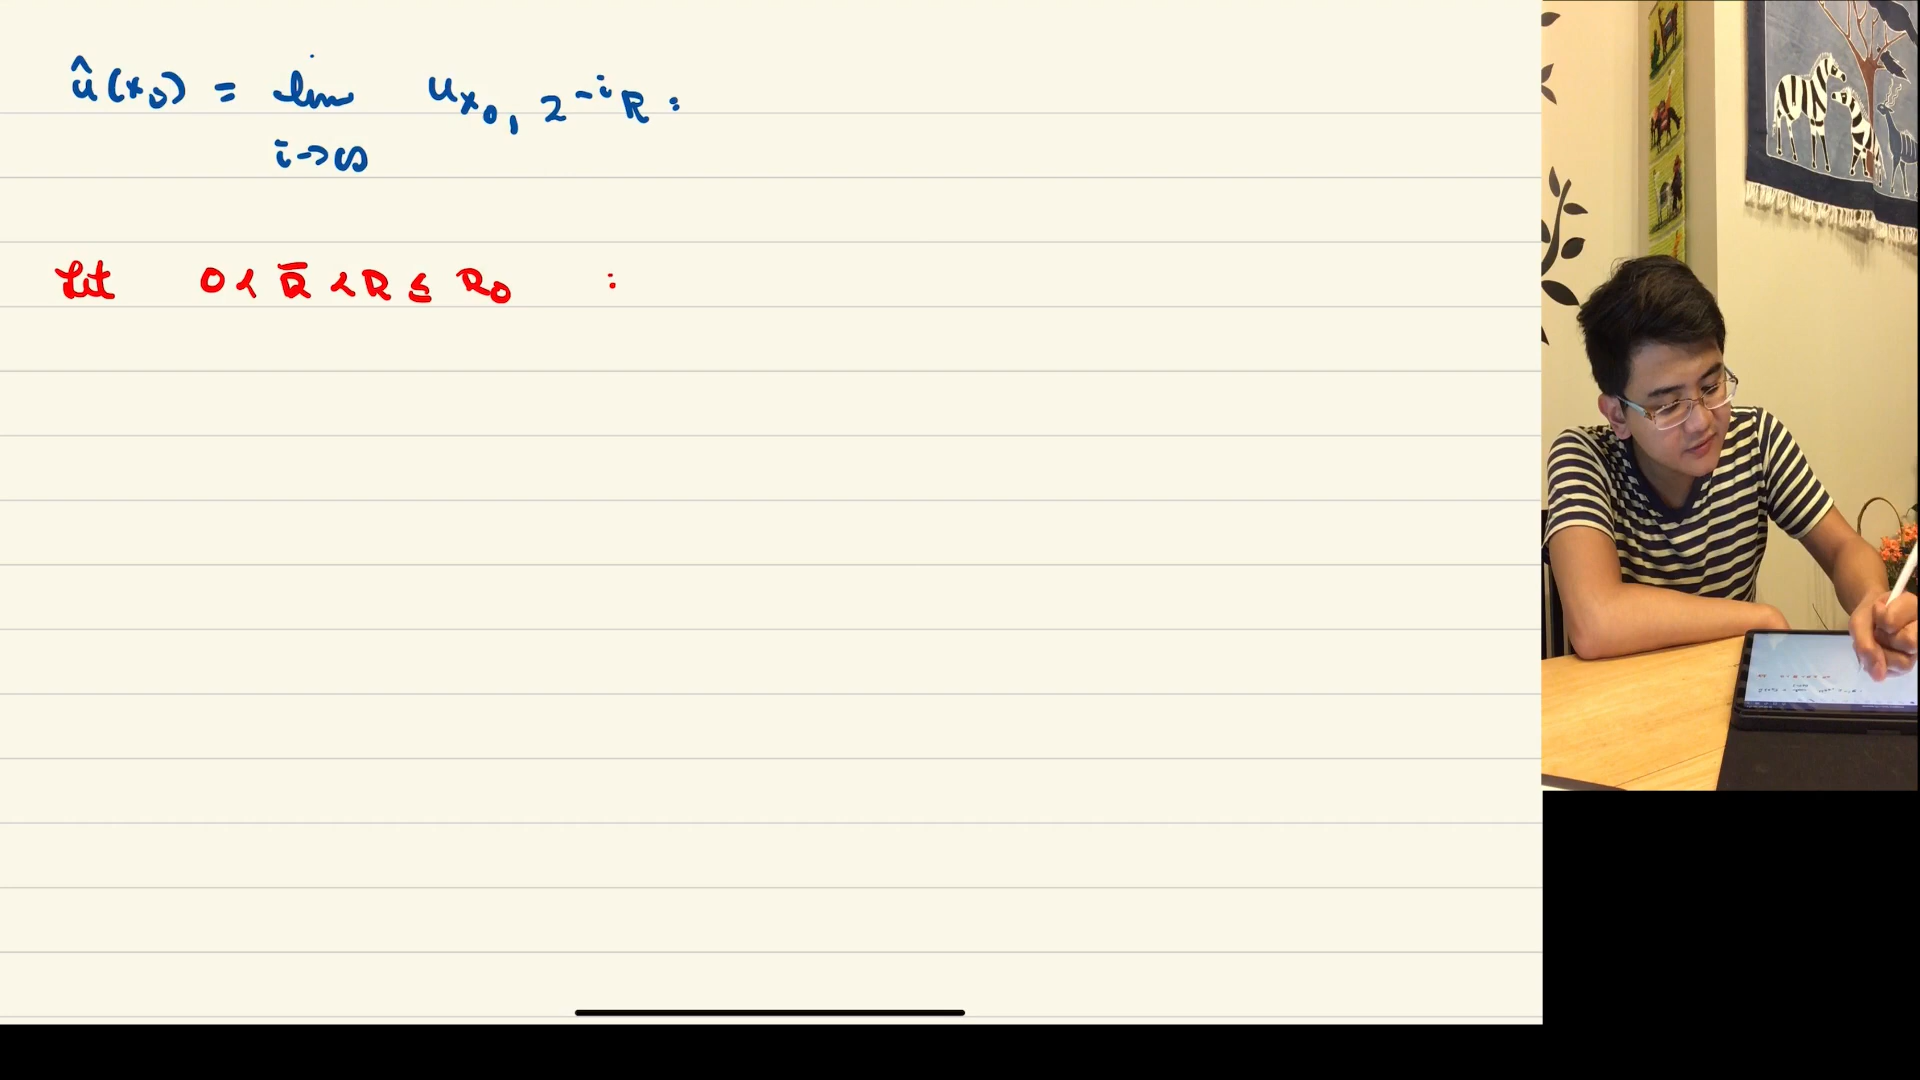 û(x₀) = lim u_{x₀, 2^{-i}R} :
i→∞
Let 0 < R̄ < R ≤ R₀ :